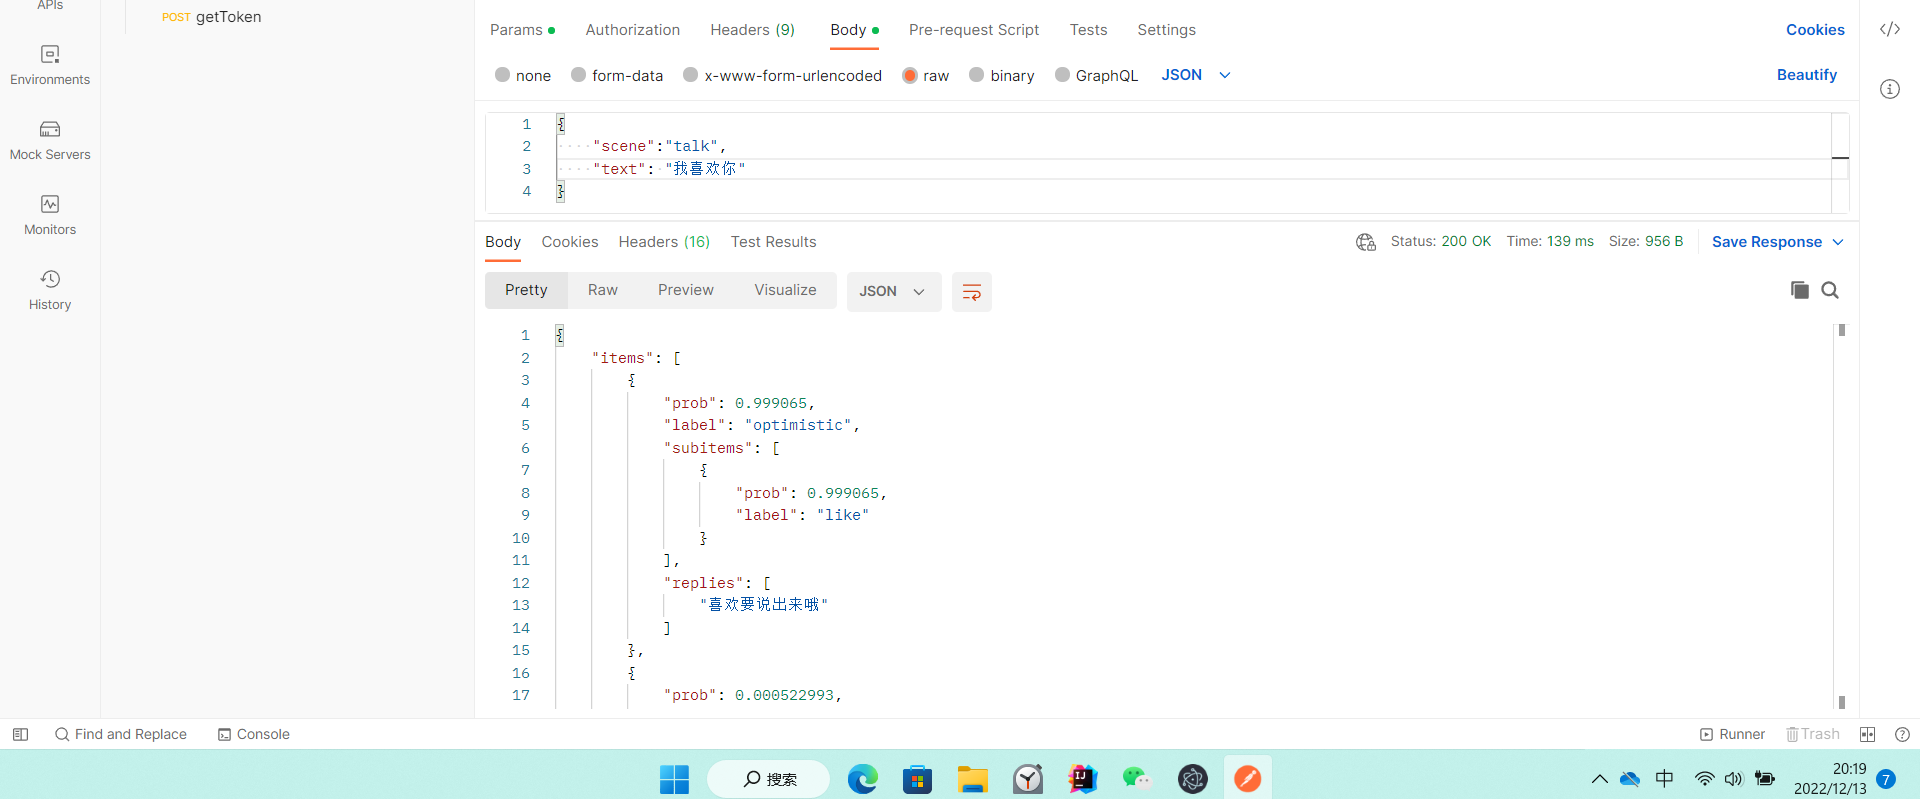 APIs
POST getToken
Environments
Mock Servers
Monitors
History
Params
Authorization
Headers (9)
Body
Pre-request Script
Tests
Settings
Cookies
none
form-data
x-www-form-urlencoded
raw
binary
GraphQL
JSON
Beautify
1 {
2 "scene":"talk",
3 "text": "我喜欢你"
4 }
Body
Cookies
Headers (16)
Test Results
Status: 200 OK
Time: 139 ms
Size: 956 B
Save Response
Pretty
Raw
Preview
Visualize
JSON
1 {
2 "items": [
3 {
4 "prob": 0.999065,
5 "label": "optimistic",
6 "subitems": [
7 {
8 "prob": 0.999065,
9 "label": "like"
10 }
11 ],
12 "replies": [
13 "喜欢要说出来哦"
14 ]
15 },
16 {
17 "prob": 0.000522993,
Find and Replace
Console
Runner
Trash
搜索
IJ
中
20:19
2022/12/13
7